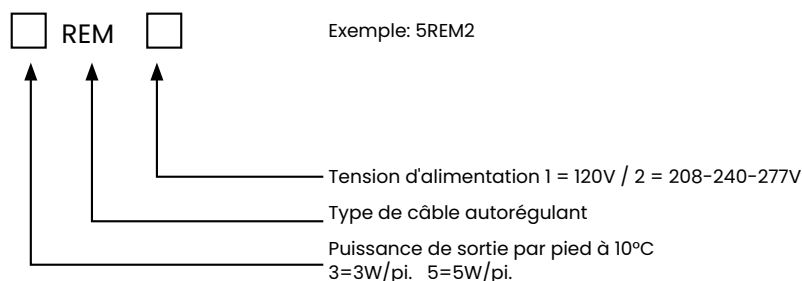 REM Exemple: 5REM2
Tension d'alimentation 1 = 120V / 2 = 208-240-277V
Type de câble autorégulant
Puissance de sortie par pied à 10°C
3=3W/pi. 5=5W/pi.